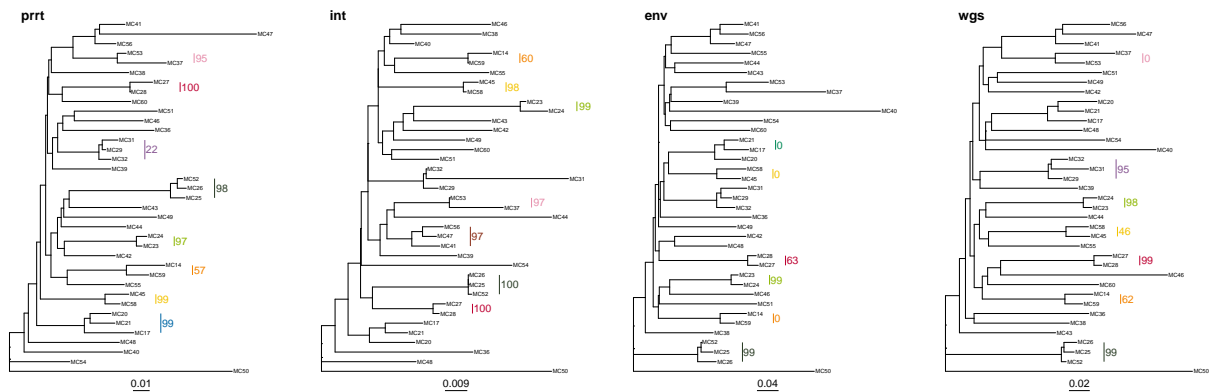 prrt
MC41
MC47
MC56
MC53
95
MC37
MC38
MC27
100
MC28
MC60
MC51
MC46
MC36
MC31
MC29
22
MC32
MC39
MC52
MC26
98
MC25
MC43
MC49
MC44
MC24
97
MC23
MC42
MC14
57
MC59
MC55
MC45
99
MC58
MC20
MC21
99
MC17
MC48
MC40
MC54
MC50
0.01
int
MC46
MC38
MC40
MC14
60
MC59
MC55
MC45
98
MC58
MC23
99
MC24
MC43
MC42
MC49
MC60
MC51
MC32
MC31
MC29
MC53
97
MC37
MC44
MC56
MC47
97
MC41
MC39
MC54
MC26
MC25
100
MC52
MC27
100
MC28
MC17
MC21
MC20
MC36
MC48
MC50
0.009
env
MC41
MC56
MC47
MC55
MC44
MC43
MC53
MC37
MC39
MC40
MC54
MC60
MC21
0
MC17
MC20
MC58
0
MC45
MC31
MC29
MC32
MC36
MC49
MC42
MC48
MC28
63
MC27
MC23
99
MC24
MC46
MC51
MC14
0
MC59
MC38
MC52
MC25
99
MC26
MC50
0.04
wgs
MC56
MC47
MC41
MC37
0
MC53
MC51
MC49
MC42
MC20
MC21
MC17
MC48
MC54
MC40
MC32
MC31
95
MC29
MC39
MC24
98
MC23
MC44
MC58
46
MC45
MC55
MC27
99
MC28
MC46
MC60
MC14
62
MC59
MC36
MC38
MC43
MC26
MC25
99
MC52
MC50
0.02